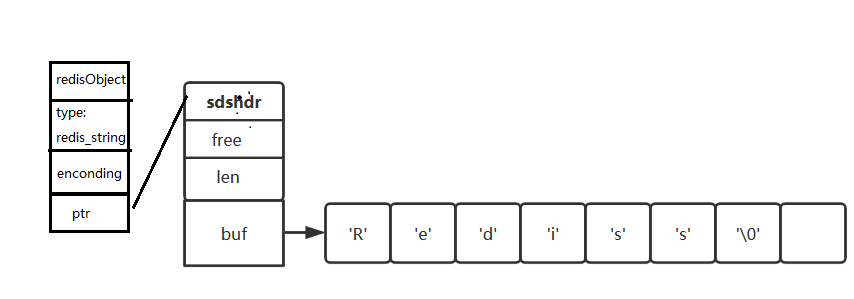 redisObject
type:
redis_string
enconding
ptr
sdshdr
free
len
buf
'R' 'e' 'd' 'i' 's' 's' '\0'